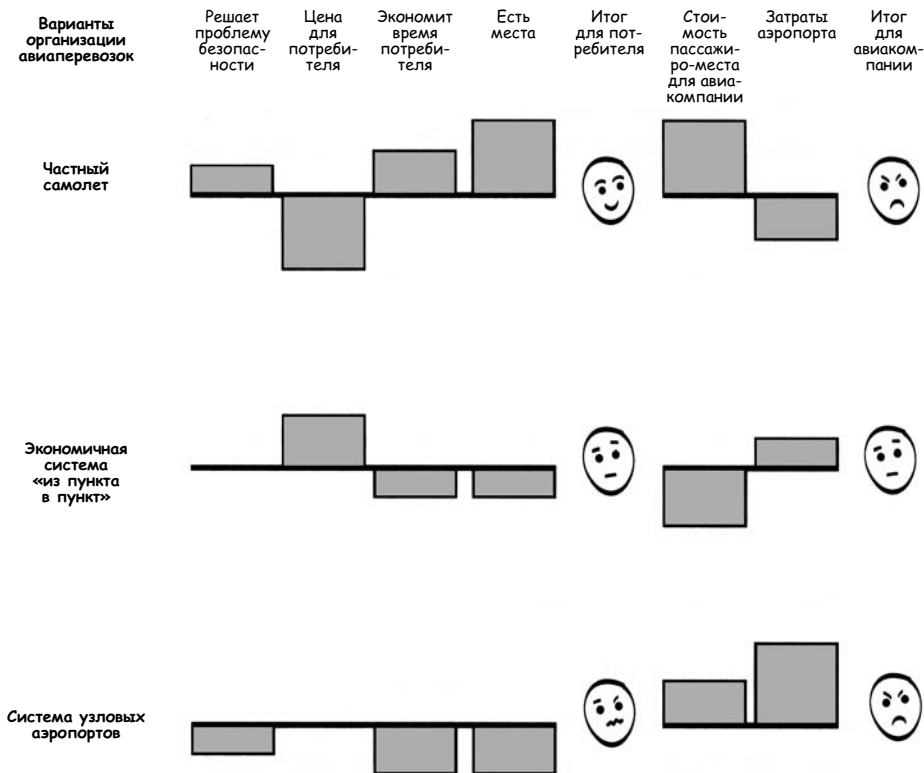 Варианты
организации
авиаперевозок
Решает
проблему
безопас-
ности
Цена
для
потреби-
теля
Экономит
время
потреби-
теля
Есть
места
Итог
для пот-
ребителя
Стои-
мость
пассажи-
ро-места
для авиа-
компании
Затраты
аэропорта
Итог
для
авиаком-
пании
Частный
самолет
Экономичная
система
«из пункта
в пункт»
Система узловых
аэропортов